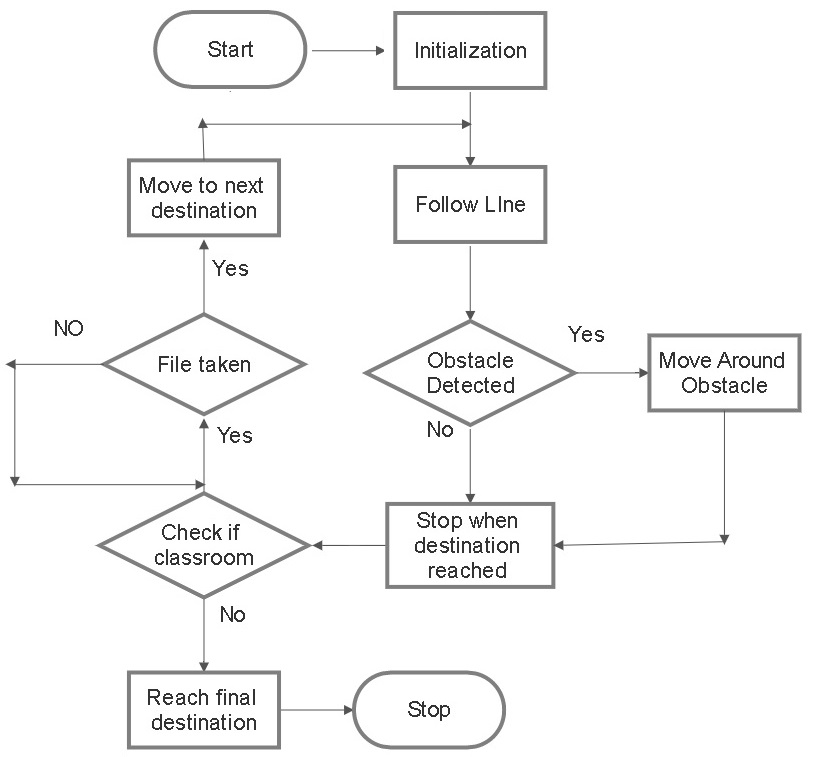 Start
Initialization
Move to next
destination
Follow LIne
Yes
NO
File taken
Obstacle
Detected
Yes
Move Around
Obstacle
Yes
No
Check if
classroom
Stop when
destination
reached
No
Reach final
destination
Stop